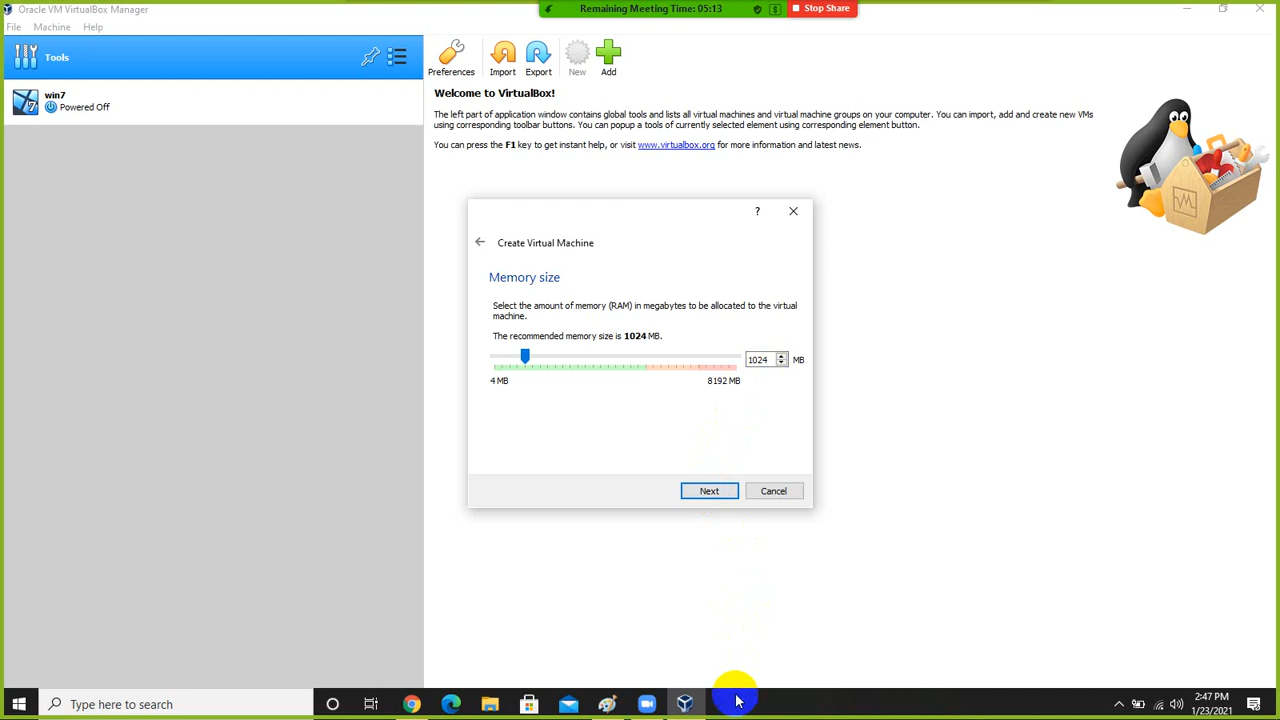 Oracle VM VirtualBox Manager
Remaining Meeting Time: 05:13
$
Stop Share
File Machine Help
Tools
Preferences
Import
Export
New
Add
win7
Powered Off
Welcome to VirtualBox!
The left part of application window contains global tools and lists all virtual machines and virtual machine groups on your computer. You can import, add and create new VMs
using corresponding toolbar buttons. You can popup a tools of currently selected element using corresponding element button.
You can press the F1 key to get instant help, or visit www.virtualbox.org for more information and latest news.
?
Create Virtual Machine
Memory size
Select the amount of memory (RAM) in megabytes to be allocated to the virtual
machine.
The recommended memory size is 1024 MB.
1024 MB
4 MB
8192 MB
Next
Cancel
Type here to search
2:47 PM
1/23/2021